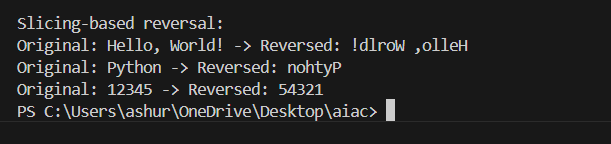 Slicing-based reversal:
Original: Hello, World! -> Reversed: !dlroW ,olleH
Original: Python -> Reversed: nohtyP
Original: 12345 -> Reversed: 54321
PS C:\Users\ashur\OneDrive\Desktop\aiac>